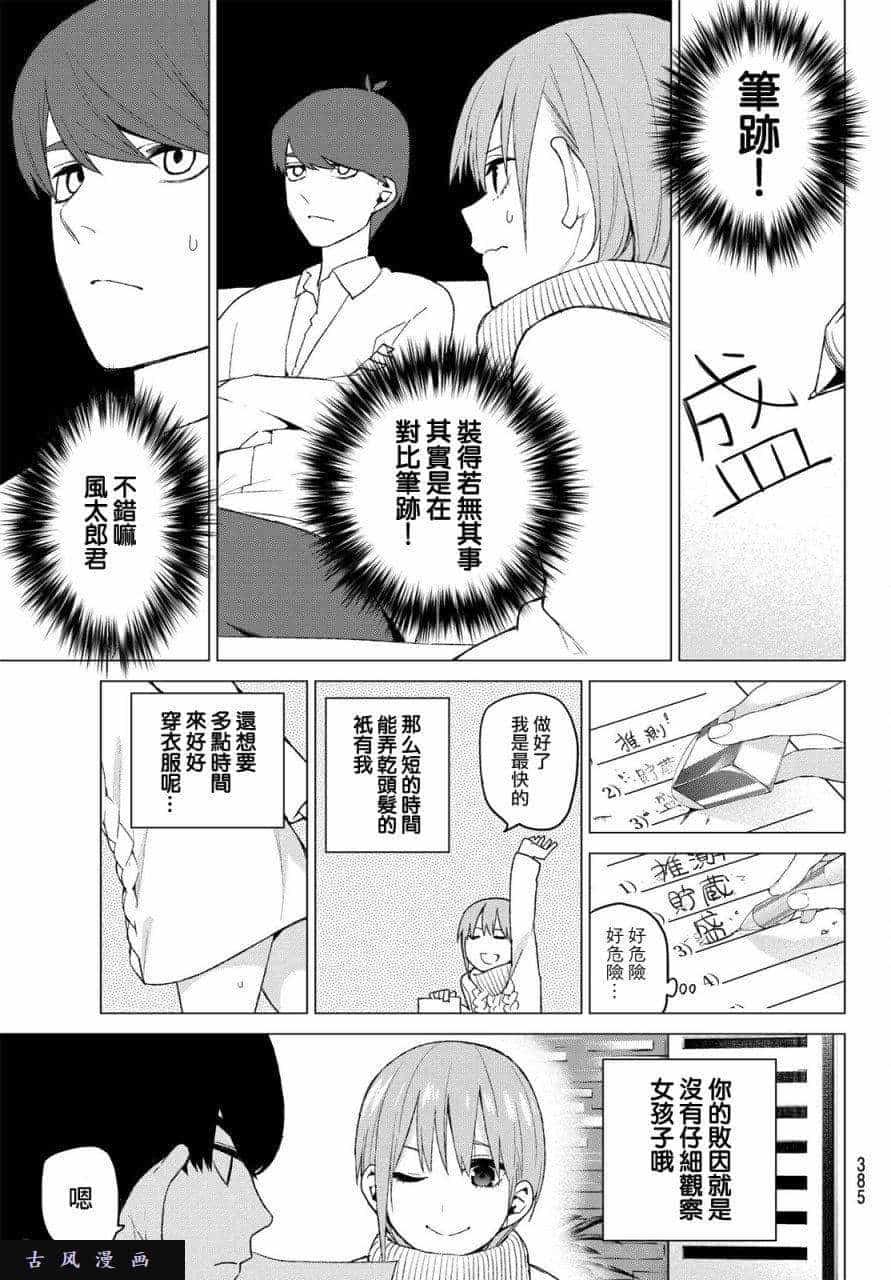 筆跡！
盛
裝得若無其事
其實是在
對比筆跡！
不錯嘛
風太郎君
推測！
2) 貯蔵
3) 盛
1) 推測
貯蔵
3) 盛
4)
好危險
好危險…
做好了
我是最快的
那么短的時間
能弄乾頭髮的
祇有我
還想要
多點時間
來好好
穿衣服呢…
你的敗因就是
沒有仔細觀察
女孩子哦
嗯
385
古风漫画